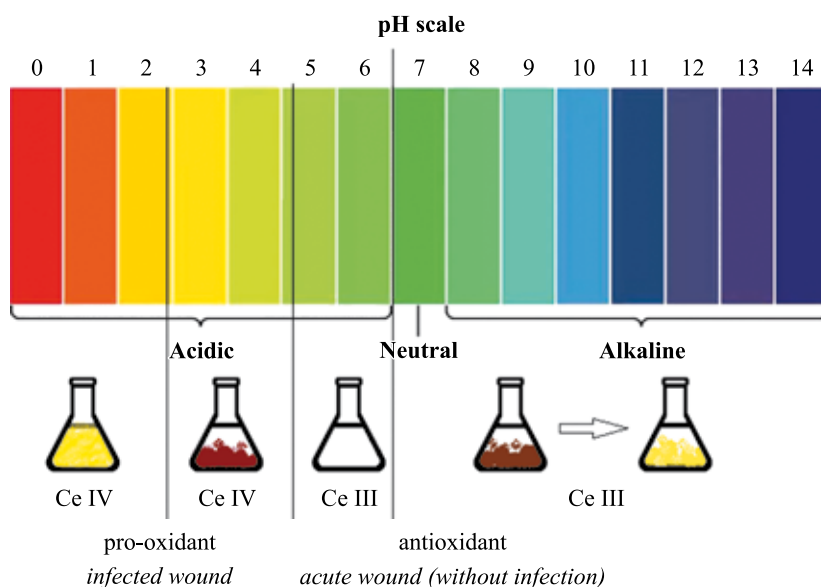 pH scale
0 1 2 3 4 5 6 7 8 9 10 11 12 13 14
Acidic Neutral Alkaline
Ce IV Ce IV Ce III Ce III
pro-oxidant antioxidant
infected wound acute wound (without infection)